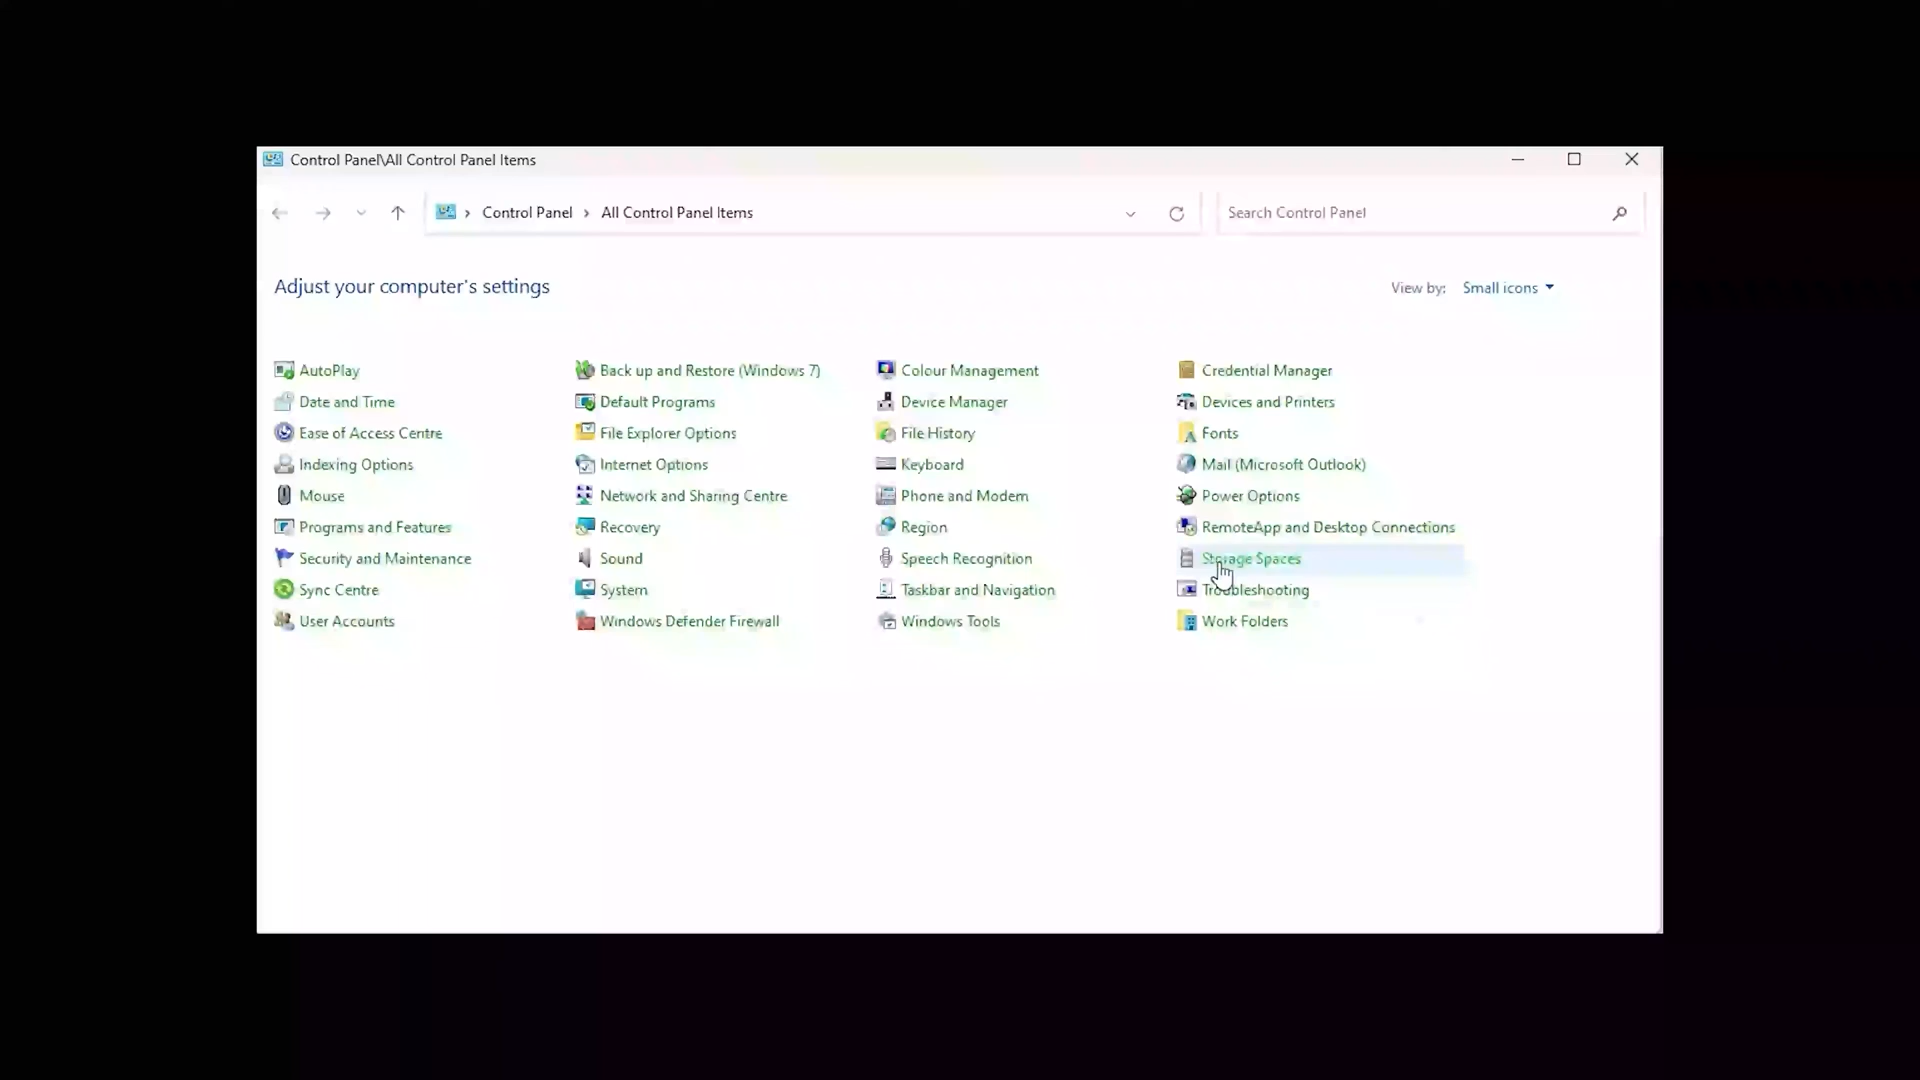 Control Panel\All Control Panel Items
Control Panel > All Control Panel Items
Search Control Panel
Adjust your computer's settings
View by: Small icons
AutoPlay Back up and Restore (Windows 7) Colour Management Credential Manager
Date and Time Default Programs Device Manager Devices and Printers
Ease of Access Centre File Explorer Options File History Fonts
Indexing Options Internet Options Keyboard Mail (Microsoft Outlook)
Mouse Network and Sharing Centre Phone and Modem Power Options
Programs and Features Recovery Region RemoteApp and Desktop Connections
Security and Maintenance Sound Speech Recognition Storage Spaces
Sync Centre System Taskbar and Navigation Troubleshooting
User Accounts Windows Defender Firewall Windows Tools Work Folders